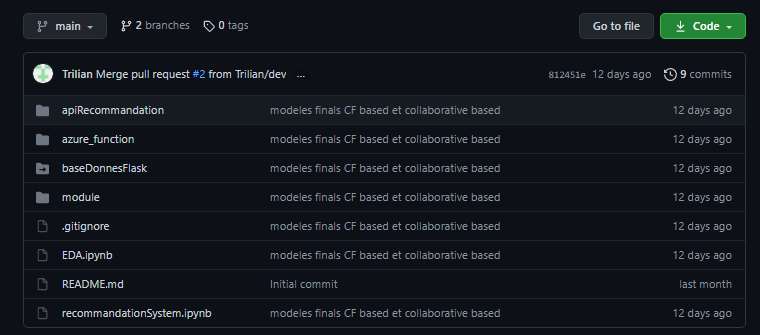 main 2 branches 0 tags Go to file Code
Trilian Merge pull request #2 from Trilian/dev ... 812451e 12 days ago 9 commits
apiRecommandation modeles finals CF based et collaborative based 12 days ago
azure_function modeles finals CF based et collaborative based 12 days ago
baseDonnesFlask modeles finals CF based et collaborative based 12 days ago
module modeles finals CF based et collaborative based 12 days ago
.gitignore modeles finals CF based et collaborative based 12 days ago
EDA.ipynb modeles finals CF based et collaborative based 12 days ago
README.md Initial commit last month
recommandationSystem.ipynb modeles finals CF based et collaborative based 12 days ago